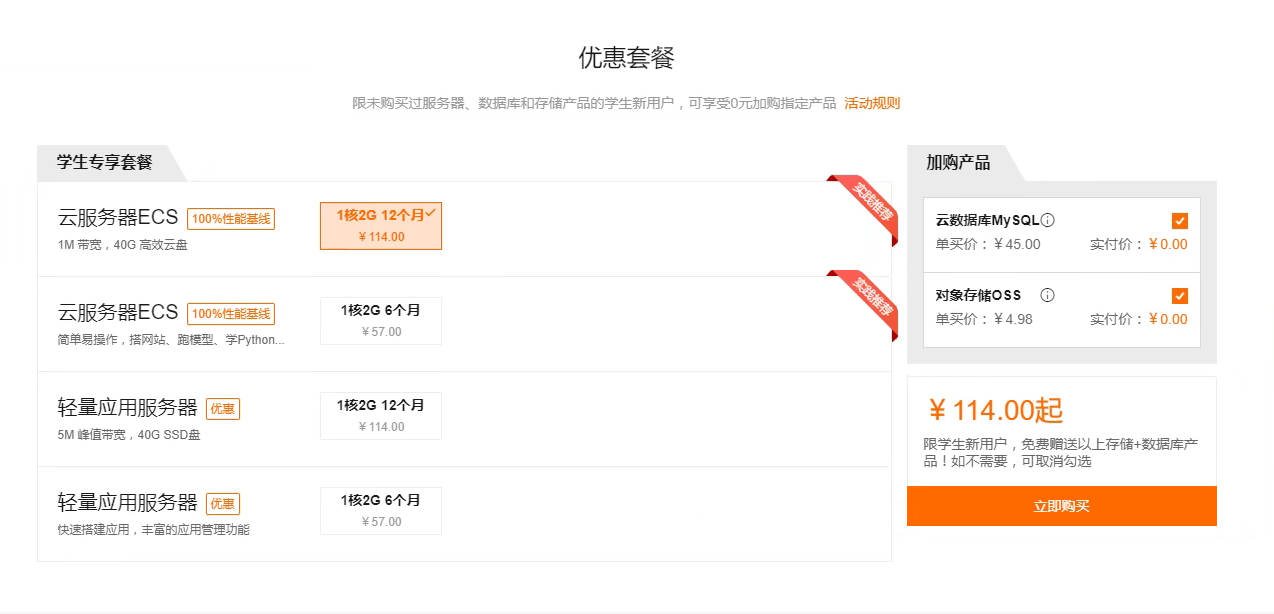 优惠套餐
限未购买过服务器、数据库和存储产品的学生新用户，可享受0元加购指定产品 活动规则
学生专享套餐
云服务器ECS 100%性能基线
1M 带宽，40G 高效云盘
1核2G 12个月
¥114.00
实践推荐
云服务器ECS 100%性能基线
简单易操作，搭网站、跑模型、学Python...
1核2G 6个月
¥57.00
实践推荐
轻量应用服务器 优惠
5M 峰值带宽，40G SSD盘
1核2G 12个月
¥114.00
轻量应用服务器 优惠
快速搭建应用，丰富的应用管理功能
1核2G 6个月
¥57.00
加购产品
云数据库MySQL
单买价：¥45.00 实付价：¥0.00
对象存储OSS
单买价：¥4.98 实付价：¥0.00
¥114.00起
限学生新用户，免费赠送以上存储+数据库产
品！如不需要，可取消勾选
立即购买